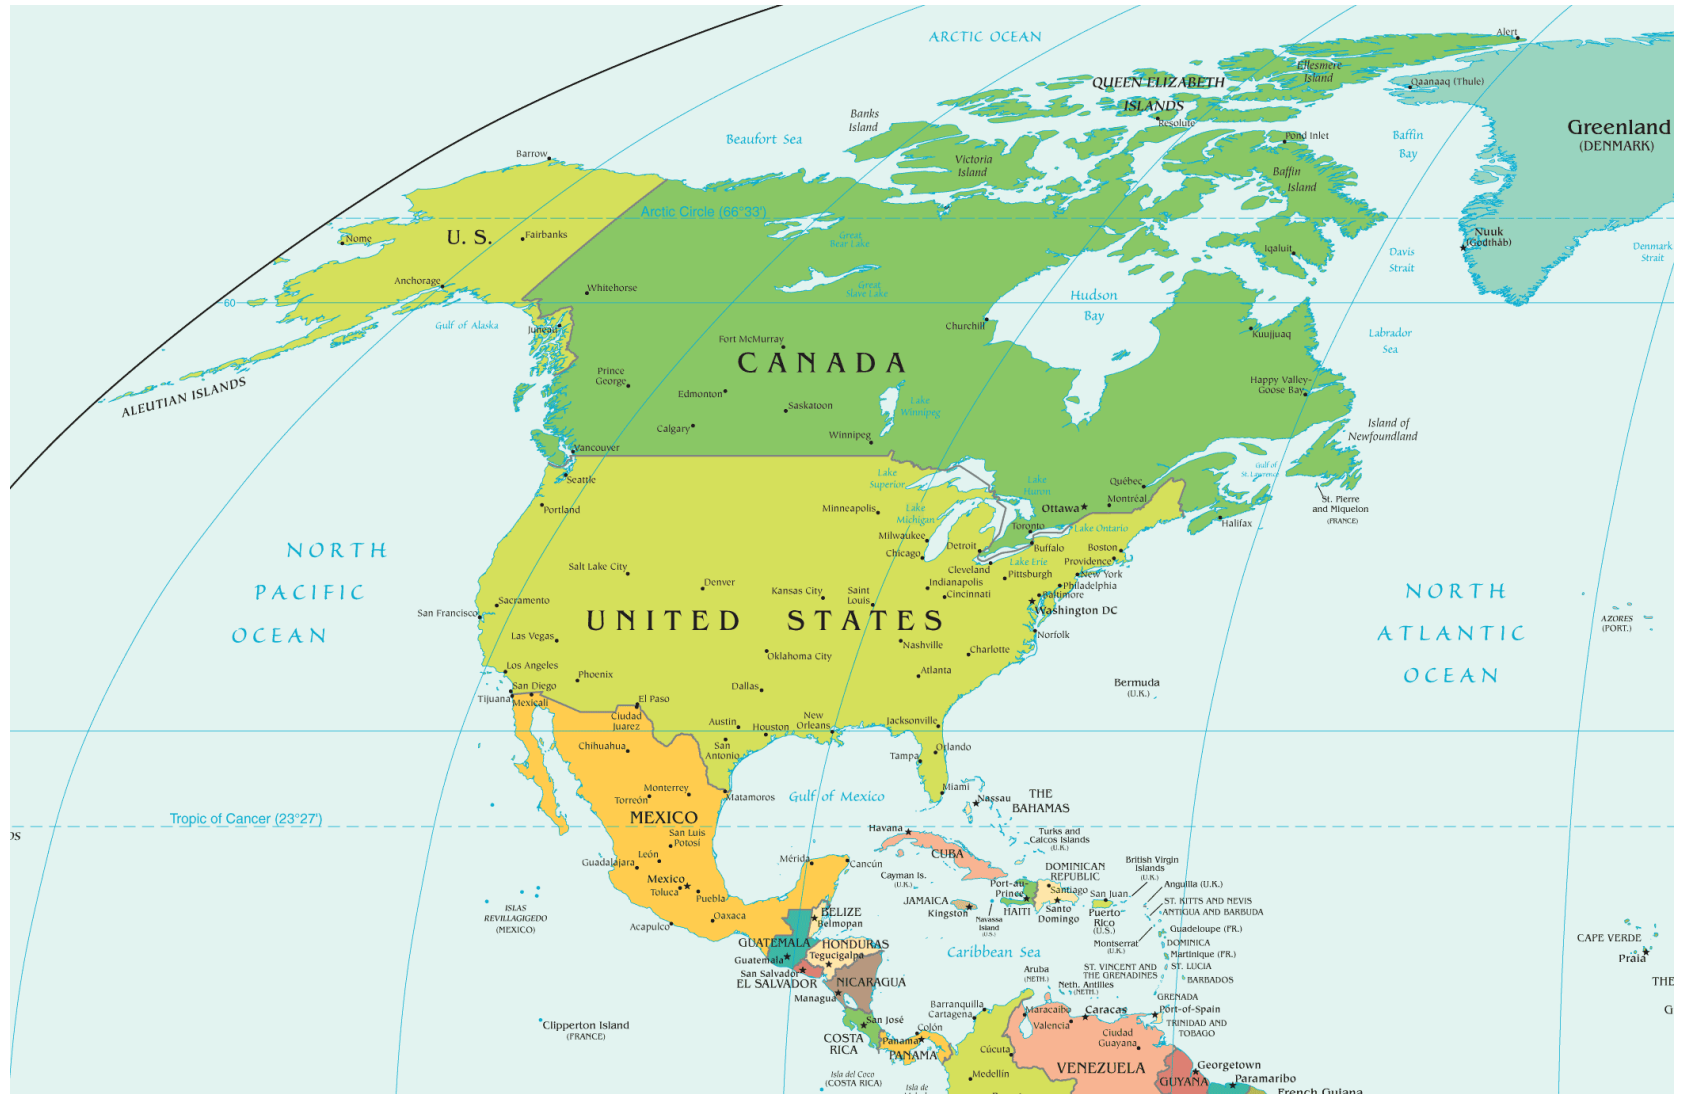 ARCTIC OCEAN
Alert
Ellesmere
Island
Qaanaaq (Thule)
QUEEN ELIZABETH
ISLANDS
Resolute
Banks
Island
Beaufort Sea
Pond Inlet
Baffin
Bay
Greenland
(DENMARK)
Barrow
Victoria
Island
Baffin
Island
Arctic Circle (66°33')
Nome
U. S.
Fairbanks
Great
Bear Lake
Iqaluit
Nuuk
(Godthåb)
Davis
Strait
Denmark
Strait
Anchorage
Whitehorse
Great
Slave Lake
Hudson
Bay
60
Gulf of Alaska
Juneau
Churchill
Kuujjuaq
Labrador
Sea
Fort McMurray
CANADA
Prince
George
ALEUTIAN ISLANDS
Edmonton
Saskatoon
Lake
Winnipeg
Happy Valley-
Goose Bay
Calgary
Winnipeg
Island of
Newfoundland
Vancouver
Seattle
Lake
Superior
Lake
Huron
Gulf of
St. Lawrence
Québec
Montréal
Ottawa
St. Pierre
and Miquelon
(FRANCE)
Portland
Minneapolis
Lake
Michigan
Toronto
Lake Ontario
Halifax
NORTH
PACIFIC
OCEAN
Milwaukee
Chicago
Detroit
Buffalo
Boston
Cleveland
Lake Erie
Providence
Salt Lake City
Denver
Pittsburgh
New York
Indianapolis
Philadelphia
Kansas City
Saint
Louis
Cincinnati
Baltimore
Washington DC
NORTH
ATLANTIC
OCEAN
Sacramento
San Francisco
UNITED STATES
AZORES
(PORT.)
Las Vegas
Nashville
Norfolk
Oklahoma City
Charlotte
Los Angeles
Phoenix
Atlanta
San Diego
Dallas
Bermuda
(U.K.)
Tijuana
Mexicali
El Paso
Ciudad
Juarez
Austin
Houston
New
Orleans
Jacksonville
Chihuahua
San
Antonio
Tampa
Orlando
Monterrey
Torreón
Matamoros
Gulf of Mexico
Miami
Nassau
THE
BAHAMAS
Tropic of Cancer (23°27')
OS
MEXICO
San Luis
Potosí
Havana
CUBA
Turks and
Caicos Islands
(U.K.)
León
Guadalajara
Mérida
Cancún
Cayman Is.
(U.K.)
DOMINICAN
REPUBLIC
British Virgin
Islands
(U.K.)
Mexico
Toluca
Puebla
Port-au-
Prince
Santiago
San Juan
Anguilla (U.K.)
ISLAS
REVILLAGIGEDO
(MEXICO)
Acapulco
Oaxaca
BELIZE
Belmopan
JAMAICA
Kingston
Navassa
Island
(U.S.)
HAITI
Santo
Domingo
Puerto
Rico
(U.S.)
ST. KITTS AND NEVIS
ANTIGUA AND BARBUDA
Guadeloupe (FR.)
Montserrat
(U.K.)
DOMINICA
Martinique (FR.)
GUATEMALA
HONDURAS
Guatemala
Tegucigalpa
Caribbean Sea
CAPE VERDE
Praia
San Salvador
EL SALVADOR
NICARAGUA
Managua
Aruba
(NETH.)
ST. VINCENT AND
THE GRENADINES
ST. LUCIA
BARBADOS
Neth. Antilles
(NETH.)
THE
GRENADA
Clipperton Island
(FRANCE)
San José
Barranquilla
Cartagena
Maracaibo
Caracas
Port-of-Spain
G
Colón
Valencia
TRINIDAD AND
TOBAGO
COSTA
RICA
Panama
PANAMA
Cúcuta
Ciudad
Guayana
VENEZUELA
Georgetown
Isla del Coco
(COSTA RICA)
Medellín
GUYANA
Paramaribo
Isla de
French Guiana